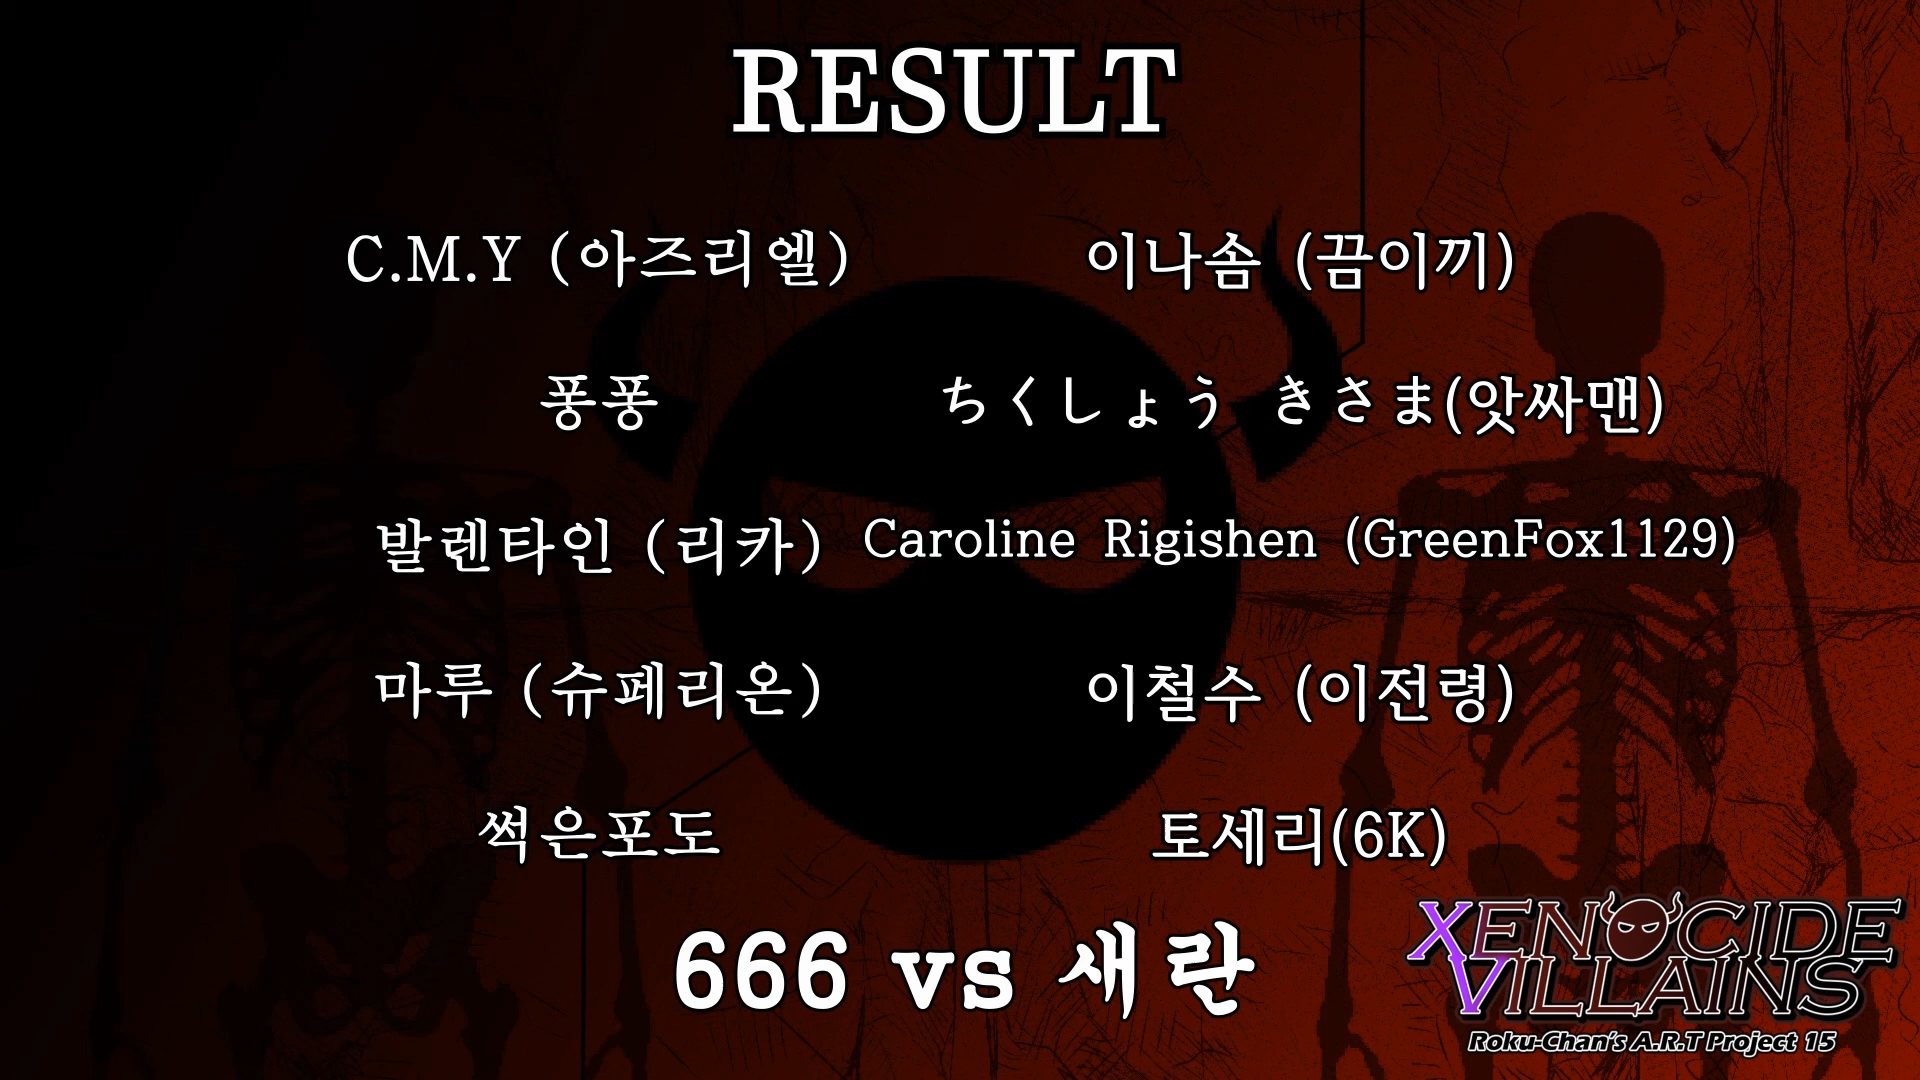 RESULT
C.M.Y (아즈리엘)
이나솜 (끔이끼)
퐁퐁
ちくしょう きさま(앗싸맨)
발렌타인 (리카)
Caroline Rigishen (GreenFox1129)
마루 (슈페리온)
이철수 (이전령)
썩은포도
토세리(6K)
666 vs 새란
XENOCIDE
VILLAINS
Roku-Chan's A.R.T Project 15